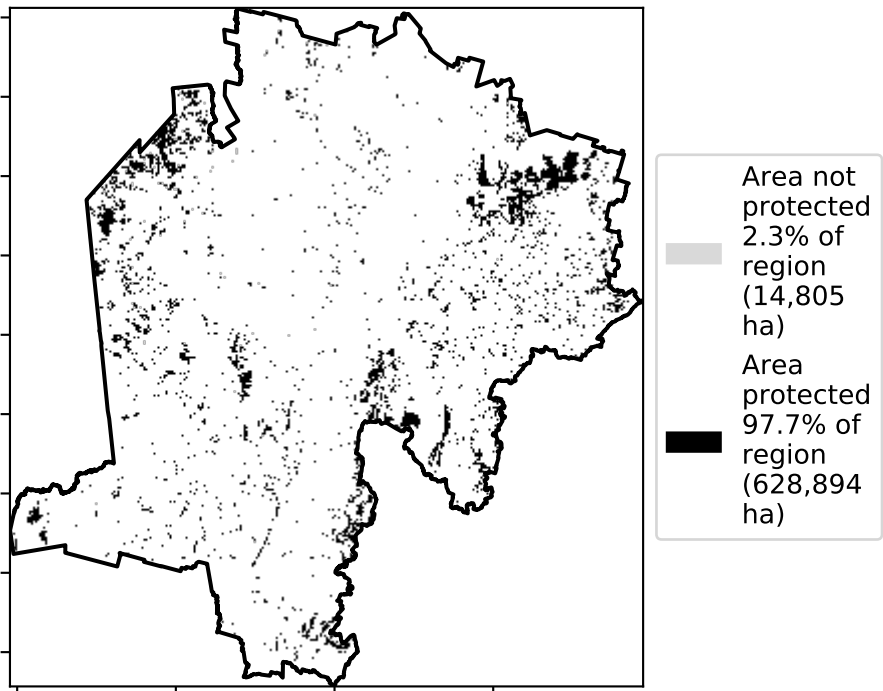 Area not
protected
2.3% of
region
(14,805
ha)
Area
protected
97.7% of
region
(628,894
ha)